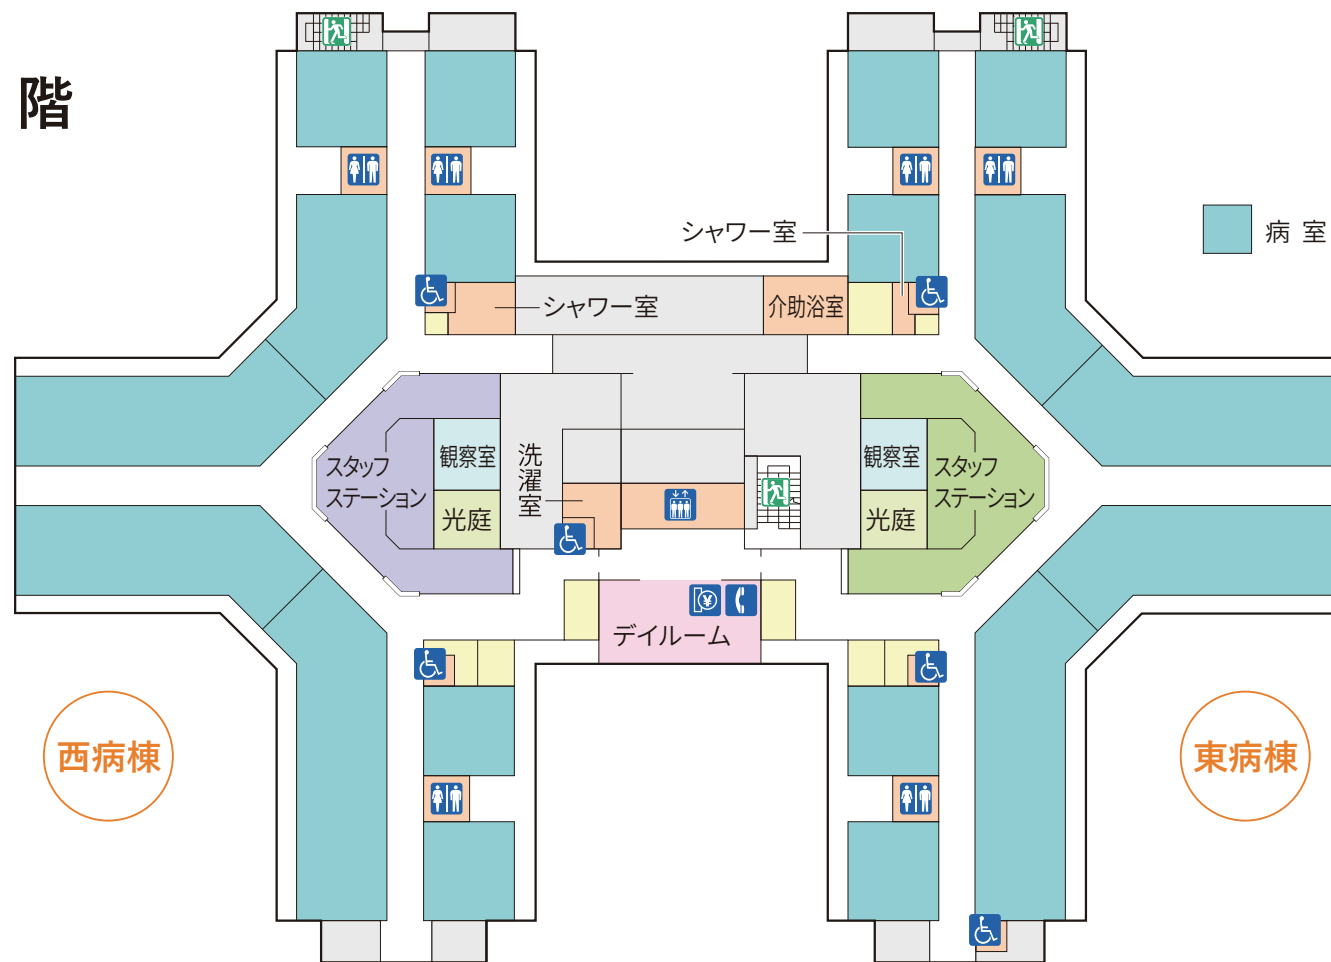 階
シャワー室
病 室
シャワー室
介助浴室
スタッフ
ステーション
観察室
光庭
洗濯室
観察室
光庭
スタッフ
ステーション
¥
デイルーム
西病棟
東病棟